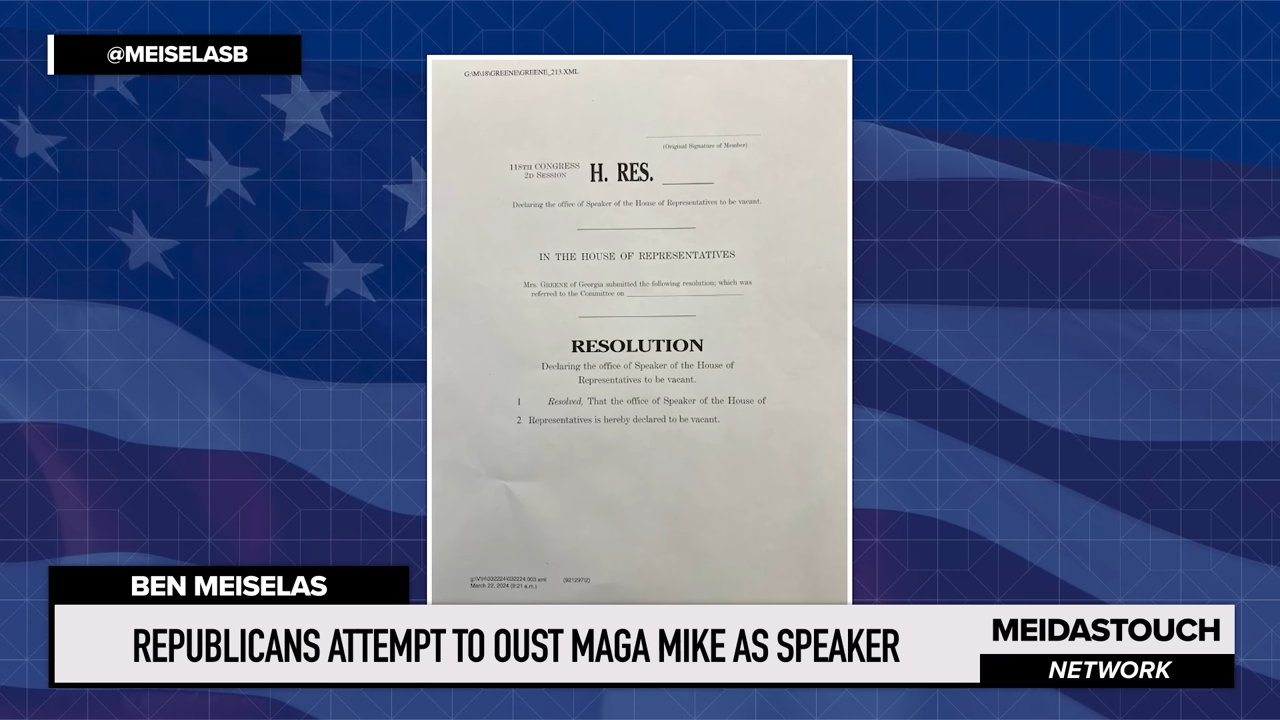 @MEISELASB
G:\M\18\GREENE\GREENE_213.XML
(Original Signature of Member)
118TH CONGRESS
2D SESSION
H. RES.
Declaring the office of Speaker of the House of Representatives to be vacant.
IN THE HOUSE OF REPRESENTATIVES
Mrs. GREENE of Georgia submitted the following resolution; which was
referred to the Committee on
RESOLUTION
Declaring the office of Speaker of the House of
Representatives to be vacant.
1 Resolved, That the office of Speaker of the House of
2 Representatives is hereby declared to be vacant.
March 22, 2024 (9:21 a.m.)
BEN MEISELAS
REPUBLICANS ATTEMPT TO OUST MAGA MIKE AS SPEAKER
MEIDASTOUCH
NETWORK